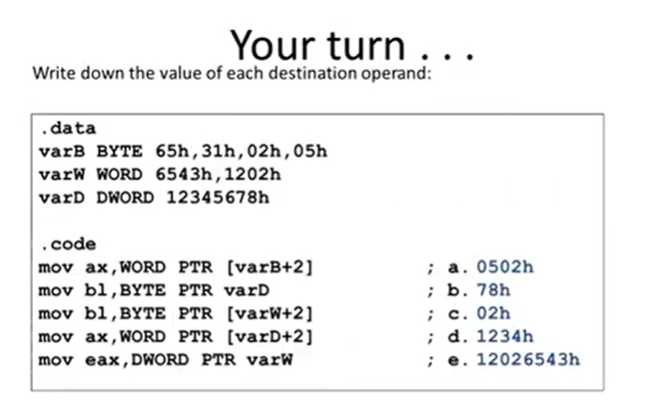 Your turn . . .
Write down the value of each destination operand:
.data
varB BYTE 65h,31h,02h,05h
varW WORD 6543h,1202h
varD DWORD 12345678h
.code
mov ax,WORD PTR [varB+2] ; a. 0502h
mov bl,BYTE PTR varD ; b. 78h
mov bl,BYTE PTR [varW+2] ; c. 02h
mov ax,WORD PTR [varD+2] ; d. 1234h
mov eax,DWORD PTR varW ; e. 12026543h